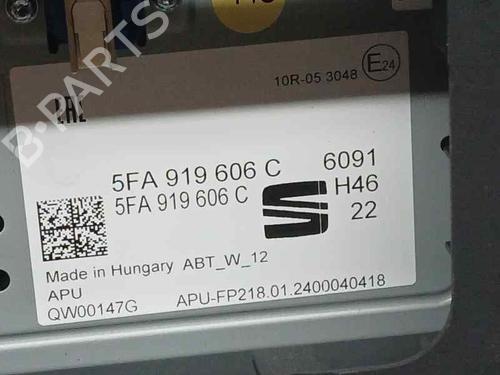 B·PARTS
10R-05 3048
E24
EAC
5FA 919 606 C 6091
5FA 919 606 C H46
22
Made in Hungary ABT_W_12
APU
QW00147G APU-FP218.01.2400040418